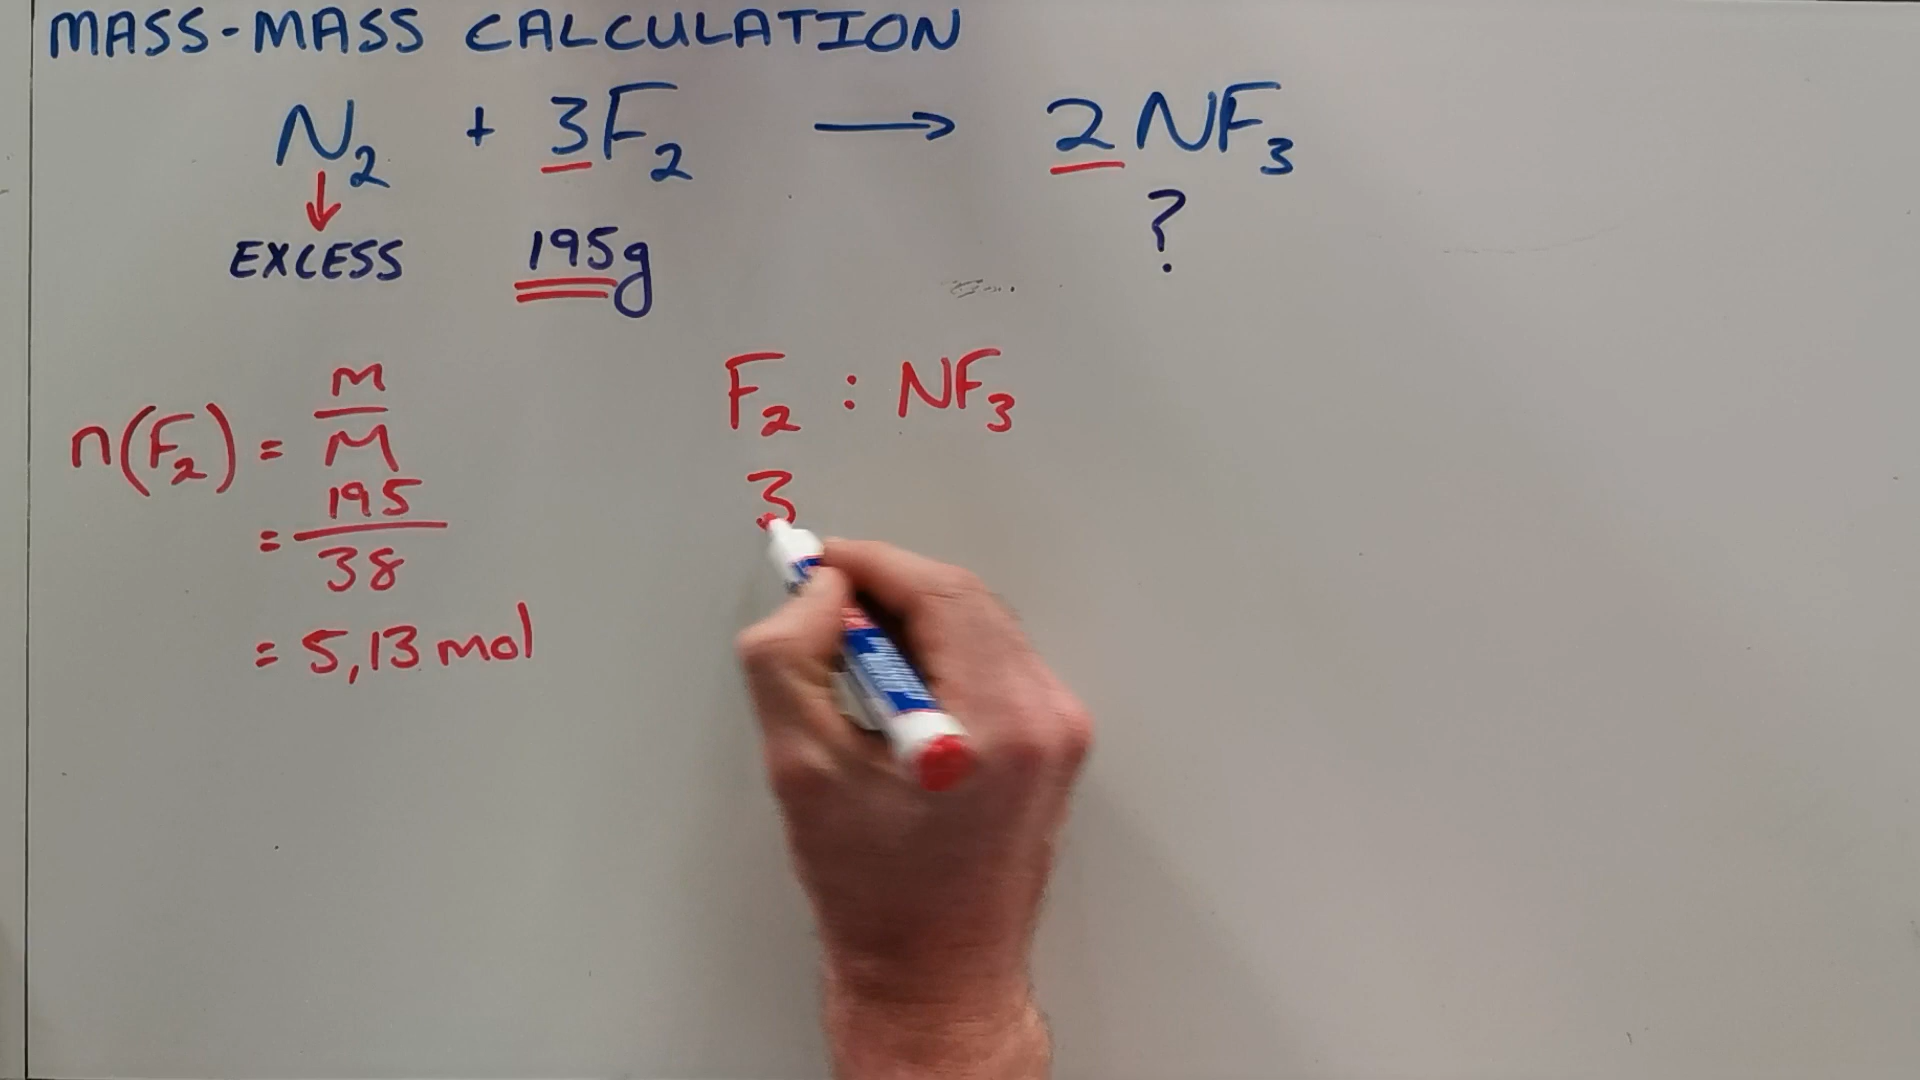 MASS-MASS CALCULATION
N₂ + 3F₂ → 2NF₃
EXCESS 195g ?
n(F₂) = m/M
= 195/38
= 5,13 mol
F₂ : NF₃
3